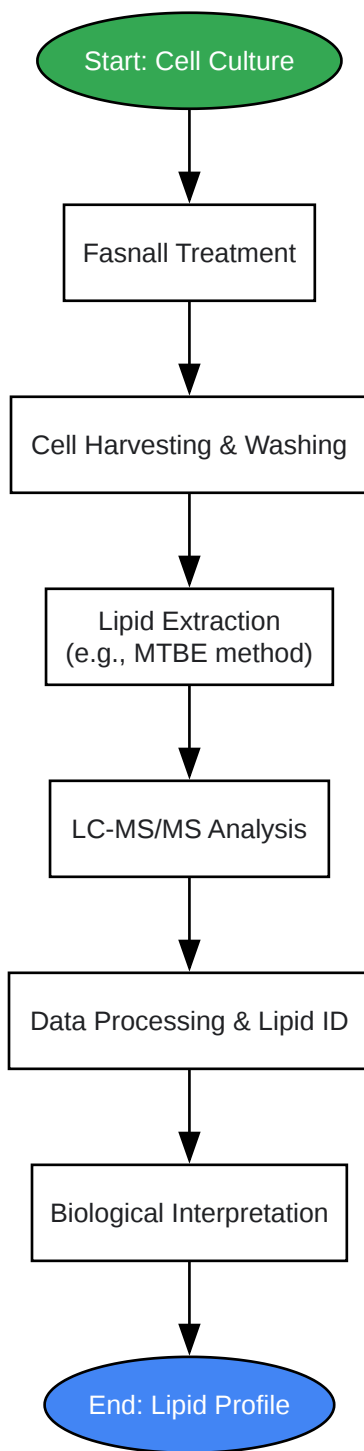 Start: Cell Culture
Fasnall Treatment
Cell Harvesting & Washing
Lipid Extraction
(e.g., MTBE method)
LC-MS/MS Analysis
Data Processing & Lipid ID
Biological Interpretation
End: Lipid Profile